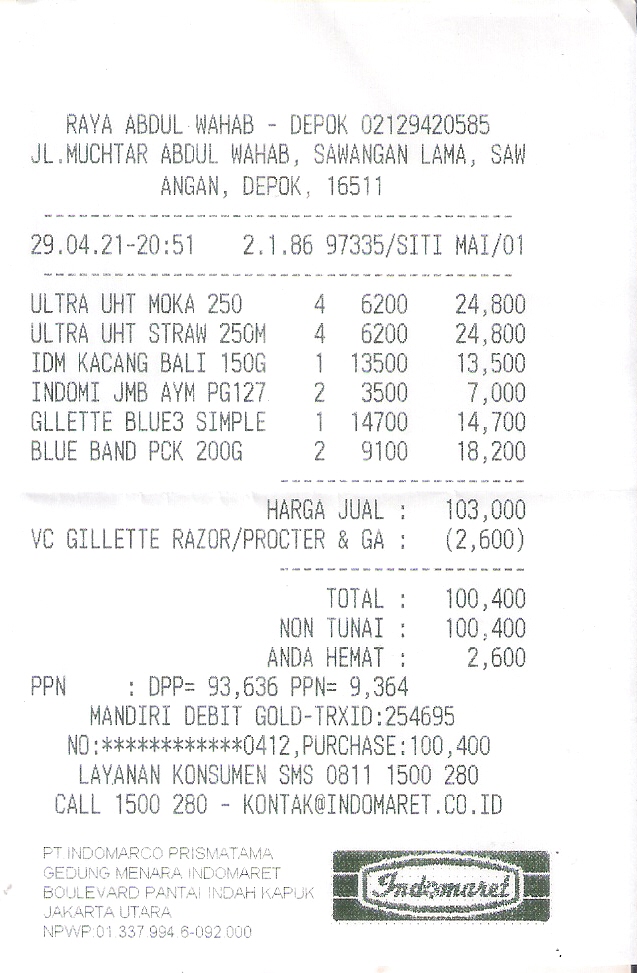 RAYA ABDUL WAHAB - DEPOK 02129420585
JL.MUCHTAR ABDUL WAHAB, SAWANGAN LAMA, SAW
ANGAN, DEPOK, 16511
29.04.21-20:51 2.1.86 97335/SITI MAI/01
ULTRA UHT MOKA 250 4 6200 24,800
ULTRA UHT STRAW 250M 4 6200 24,800
IDM KACANG BALI 150G 1 13500 13,500
INDOMI JMB AYM PG127 2 3500 7,000
GLLETTE BLUE3 SIMPLE 1 14700 14,700
BLUE BAND PCK 200G 2 9100 18,200
HARGA JUAL : 103,000
VC GILLETTE RAZOR/PROCTER & GA : (2,600)
TOTAL : 100,400
NON TUNAI : 100,400
ANDA HEMAT : 2,600
PPN : DPP= 93,636 PPN= 9,364
MANDIRI DEBIT GOLD-TRXID:254695
NO:************0412,PURCHASE:100,400
LAYANAN KONSUMEN SMS 0811 1500 280
CALL 1500 280 - KONTAK@INDOMARET.CO.ID
PT.INDOMARCO PRISMATAMA
GEDUNG MENARA INDOMARET
BOULEVARD PANTAI INDAH KAPUK
JAKARTA UTARA
NPWP:01.337.994.6-092.000
Indomaret